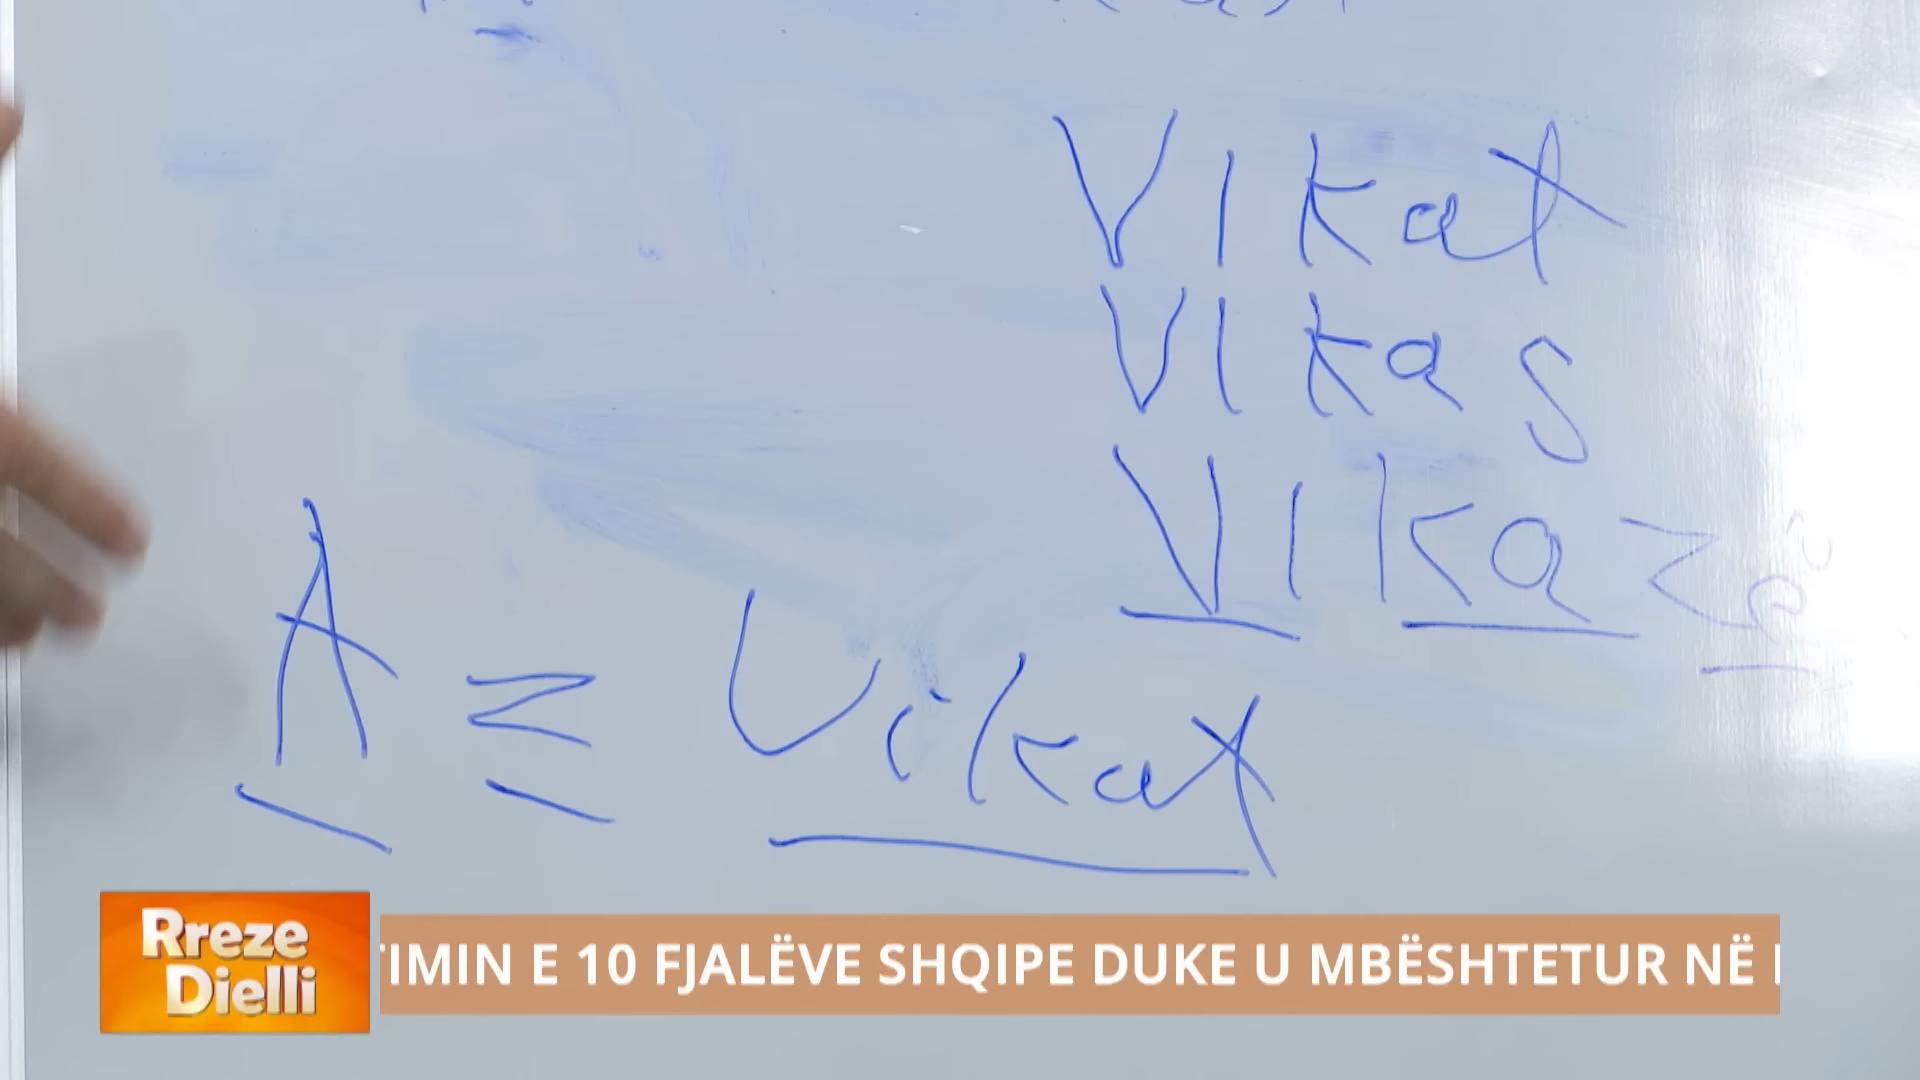 Vikat
Vikas
Vikazë
A Z Vikat
Rreze
Dielli
TIMIN E 10 FJALËVE SHQIPE DUKE U MBËSHTETUR NË